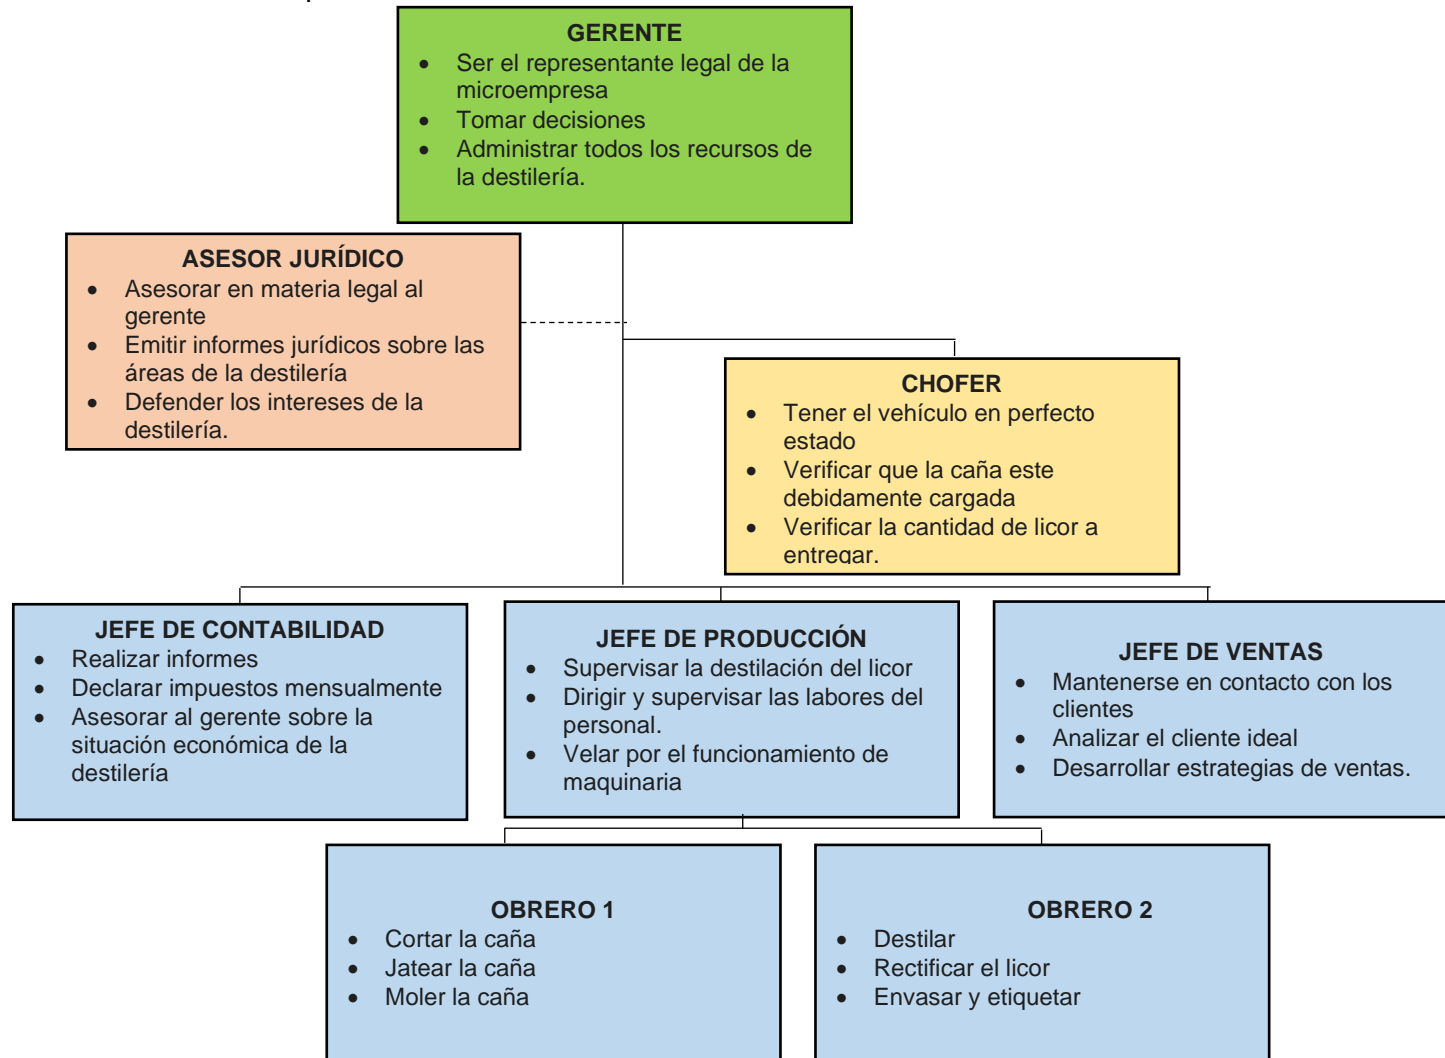 GERENTE
• Ser el representante legal de la
microempresa
• Tomar decisiones
• Administrar todos los recursos de
la destilería.
ASESOR JURÍDICO
• Asesorar en materia legal al
gerente
• Emitir informes jurídicos sobre las
áreas de la destilería
• Defender los intereses de la
destilería.
CHOFER
• Tener el vehículo en perfecto
estado
• Verificar que la caña este
debidamente cargada
• Verificar la cantidad de licor a
entregar.
JEFE DE CONTABILIDAD
• Realizar informes
• Declarar impuestos mensualmente
• Asesorar al gerente sobre la
situación económica de la
destilería
JEFE DE PRODUCCIÓN
• Supervisar la destilación del licor
• Dirigir y supervisar las labores del
personal.
• Velar por el funcionamiento de
maquinaria
JEFE DE VENTAS
• Mantenerse en contacto con los
clientes
• Analizar el cliente ideal
• Desarrollar estrategias de ventas.
OBRERO 1
• Cortar la caña
• Jatear la caña
• Moler la caña
OBRERO 2
• Destilar
• Rectificar el licor
• Envasar y etiquetar